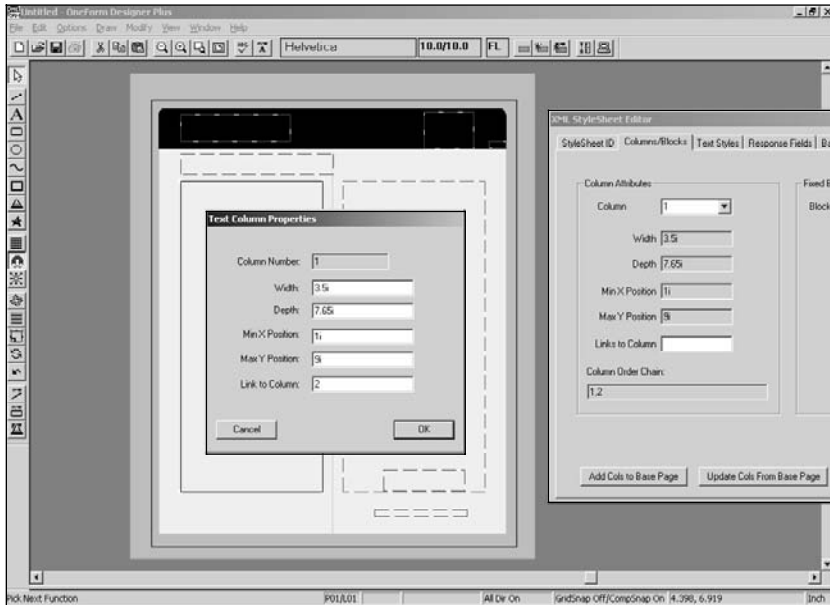 Untitled - OneForm Designer Plus
File Edit Options Draw Modify View Window Help
Helvetica 10.0/10.0 FL
XML StyleSheet Editor
StyleSheet ID Columns/Blocks Text Styles Response Fields
Column Attributes
Column 1
Width 3.5i
Depth 7.65i
Min X Position 1i
Max Y Position 9i
Links to Column
Column Order Chain:
1,2
Add Cols to Base Page Update Cols From Base Page
Fixed
Block
Text Column Properties
Column Number: 1
Width: 3.5i
Depth: 7.65i
Min X Position: 1i
Max Y Position: 9i
Link to Column: 2
Cancel OK
Pick Next Function P01/L01 All Dir On GridSnap Off/CompSnap On 4.398, 6.919 Inch